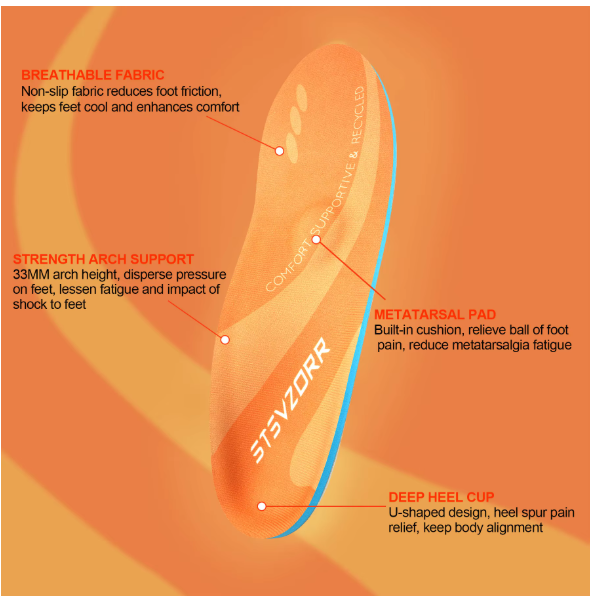 BREATHABLE FABRIC
Non-slip fabric reduces foot friction,
keeps feet cool and enhances comfort
COMFORT SUPPORTIVE & RECYCLED
STRENGTH ARCH SUPPORT
33MM arch height, disperse pressure
on feet, lessen fatigue and impact of
shock to feet
METATARSAL PAD
Built-in cushion, relieve ball of foot
pain, reduce metatarsalgia fatigue
STSVZORR
DEEP HEEL CUP
U-shaped design, heel spur pain
relief, keep body alignment